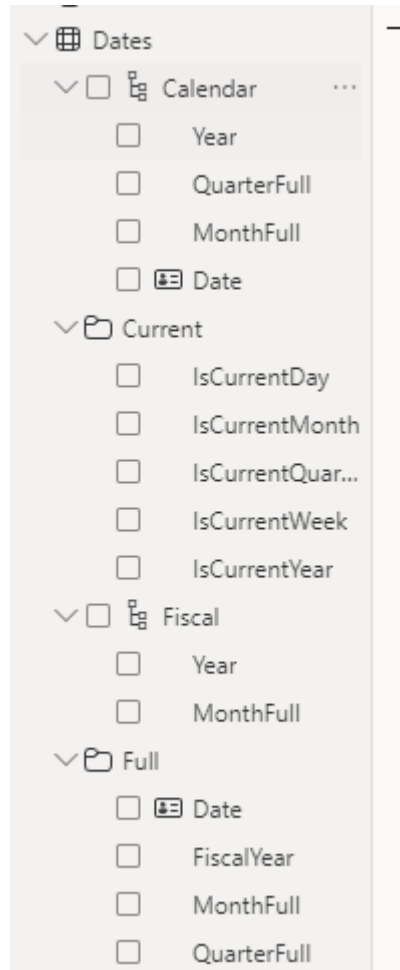 Dates
Calendar ...
Year
QuarterFull
MonthFull
Date
Current
IsCurrentDay
IsCurrentMonth
IsCurrentQuar...
IsCurrentWeek
IsCurrentYear
Fiscal
Year
MonthFull
Full
Date
FiscalYear
MonthFull
QuarterFull